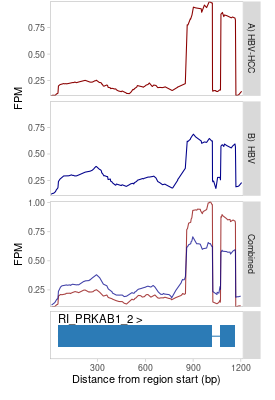 0.75
0.50
0.25
FPM
A) HBV-HCC
0.75
0.50
0.25
B) HBV
1.00
0.75
0.50
0.25
FPM
Combined
RI_PRKAB1_2 >
300
600
900
1200
Distance from region start (bp)